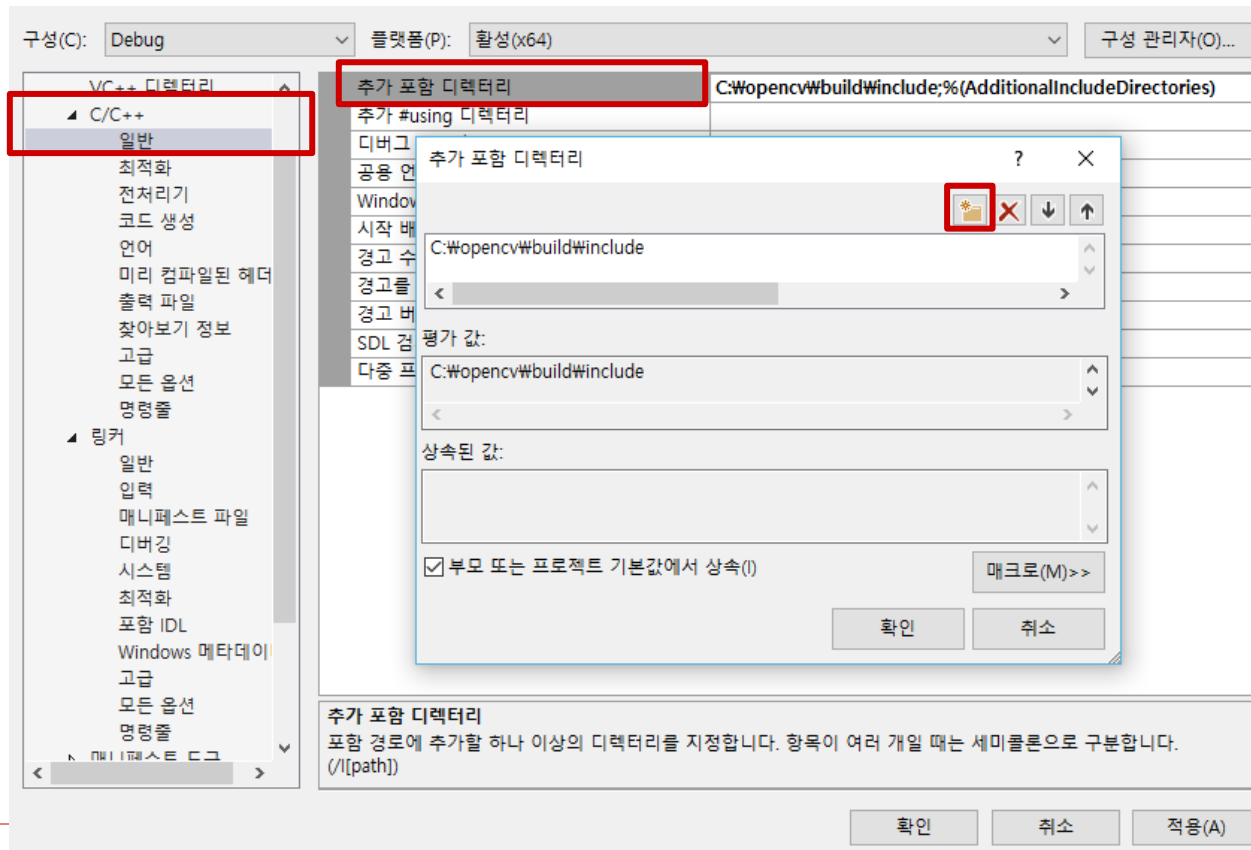 구성(C): Debug 플랫폼(P): 활성(x64) 구성 관리자(O)...
VC++ 디렉터리
C/C++
일반
최적화
전처리기
코드 생성
언어
미리 컴파일된 헤더
출력 파일
찾아보기 정보
고급
모든 옵션
명령줄
링커
일반
입력
매니페스트 파일
디버깅
시스템
최적화
포함 IDL
Windows 메타데이
고급
모든 옵션
명령줄
매니페스트 도구
추가 포함 디렉터리 C:₩opencv₩build₩include;%(AdditionalIncludeDirectories)
추가 #using 디렉터리
디버그
공용 언
Window
시작 배
경고 수
경고를
경고 버
SDL 검
다중 프
추가 포함 디렉터리 ?
C:₩opencv₩build₩include
평가 값:
C:₩opencv₩build₩include
상속된 값:
부모 또는 프로젝트 기본값에서 상속(I)
매크로(M)>>
확인 취소
추가 포함 디렉터리
포함 경로에 추가할 하나 이상의 디렉터리를 지정합니다. 항목이 여러 개일 때는 세미콜론으로 구분합니다.
(/I[path])
확인 취소 적용(A)